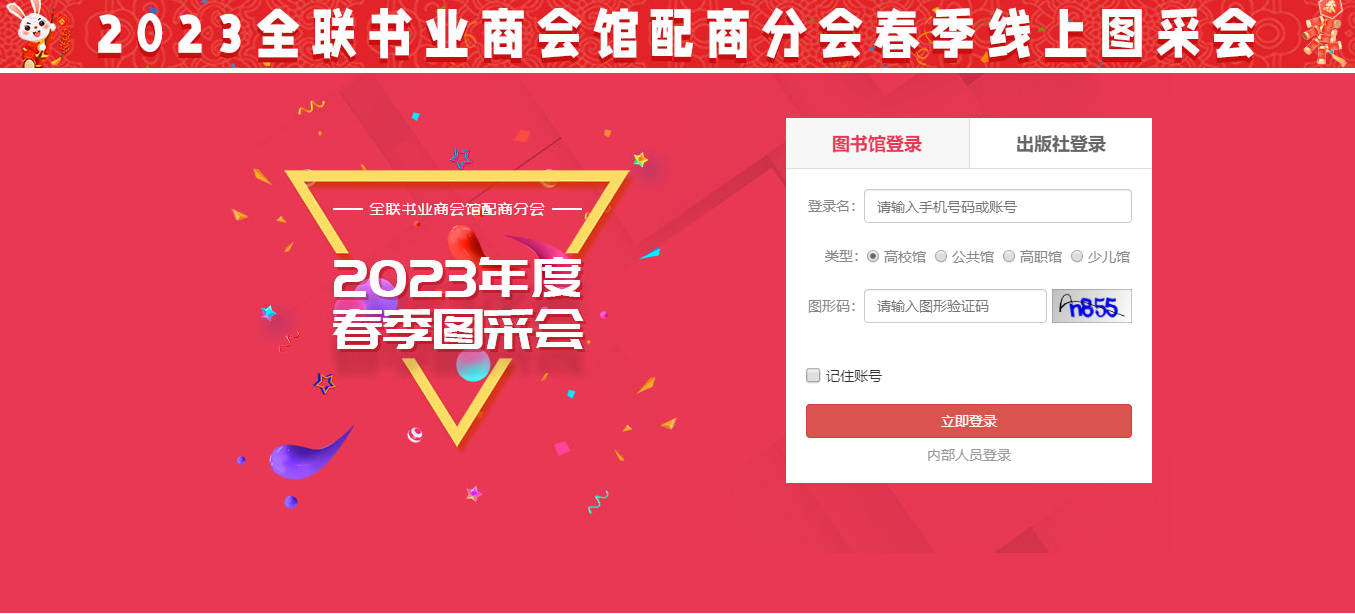 2023全联书业商会馆配商分会春季线上图采会
全联书业商会馆配商分会
2023年度
春季图采会
图书馆登录 出版社登录
登录名： 请输入手机号码或账号
类型： 高校馆 公共馆 高职馆 少儿馆
图形码： 请输入图形验证码 n855
记住账号
立即登录
内部人员登录